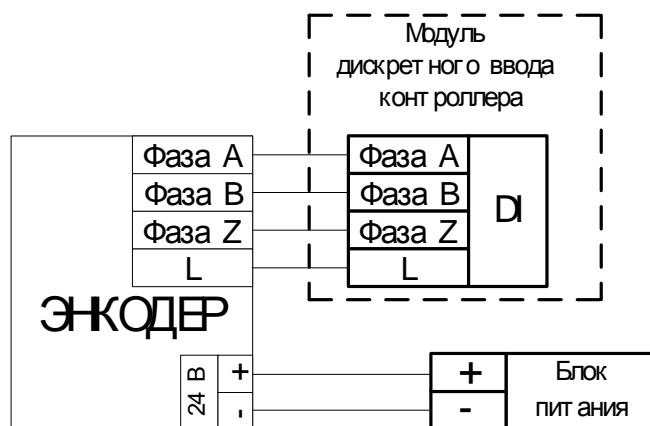 Модуль
дискретного ввода
контроллера
Фаза A
Фаза A
Фаза B
Фаза B
DI
Фаза Z
Фаза Z
L
L
ЭНКОДЕР
24 В
+
+
Блок
-
-
питания